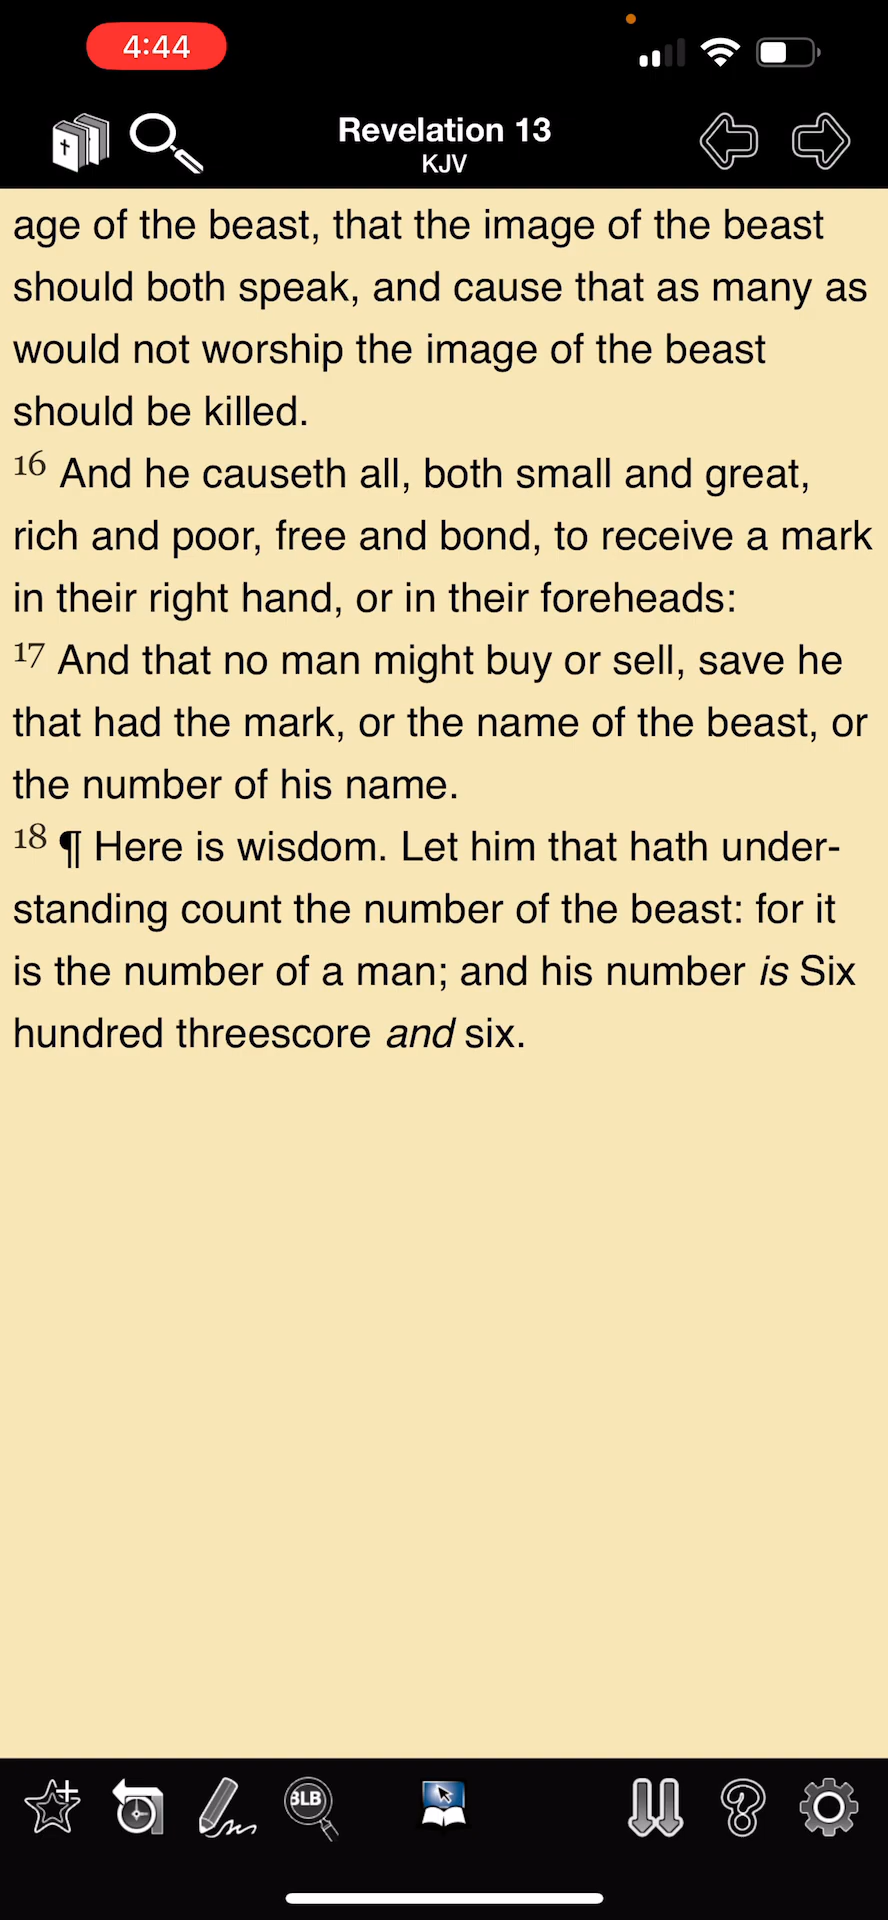 4:44
Revelation 13
KJV
age of the beast, that the image of the beast
should both speak, and cause that as many as
would not worship the image of the beast
should be killed.
16 And he causeth all, both small and great,
rich and poor, free and bond, to receive a mark
in their right hand, or in their foreheads:
17 And that no man might buy or sell, save he
that had the mark, or the name of the beast, or
the number of his name.
18 ¶ Here is wisdom. Let him that hath under-
standing count the number of the beast: for it
is the number of a man; and his number is Six
hundred threescore and six.
BLB